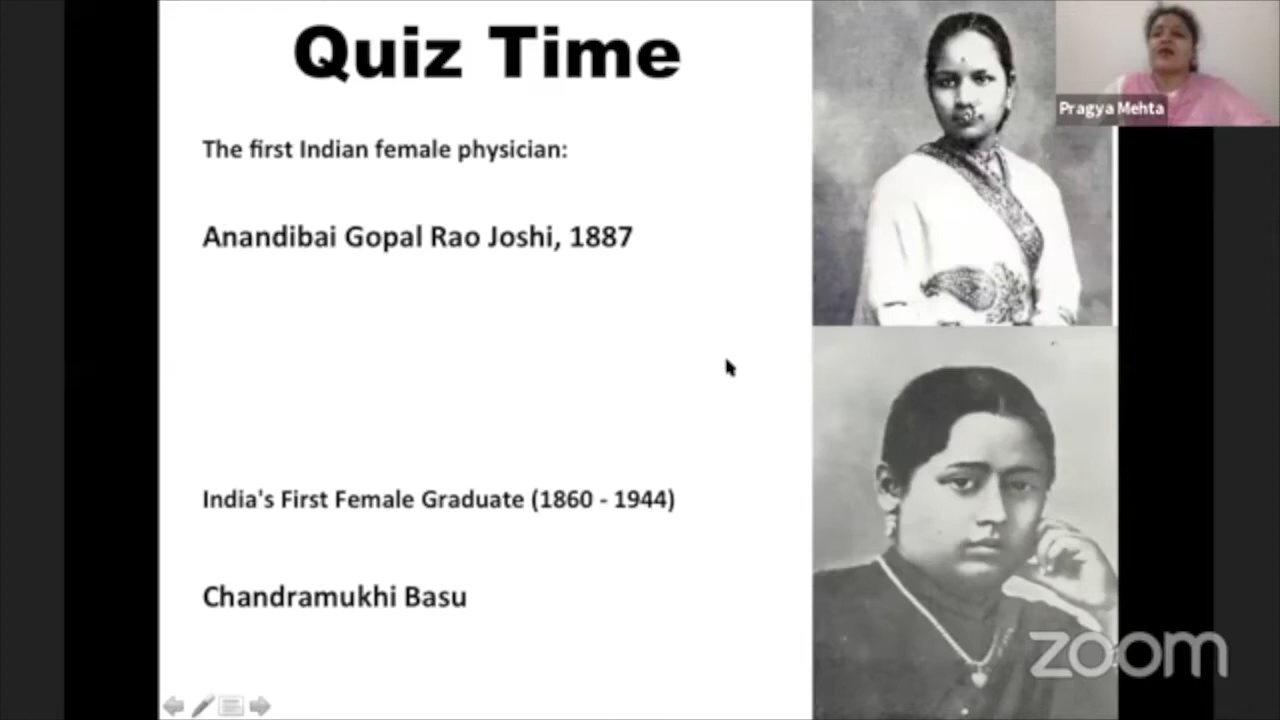 Quiz Time
Pragya Mehta
The first Indian female physician:
Anandibai Gopal Rao Joshi, 1887
India's First Female Graduate (1860 - 1944)
Chandramukhi Basu
zoom